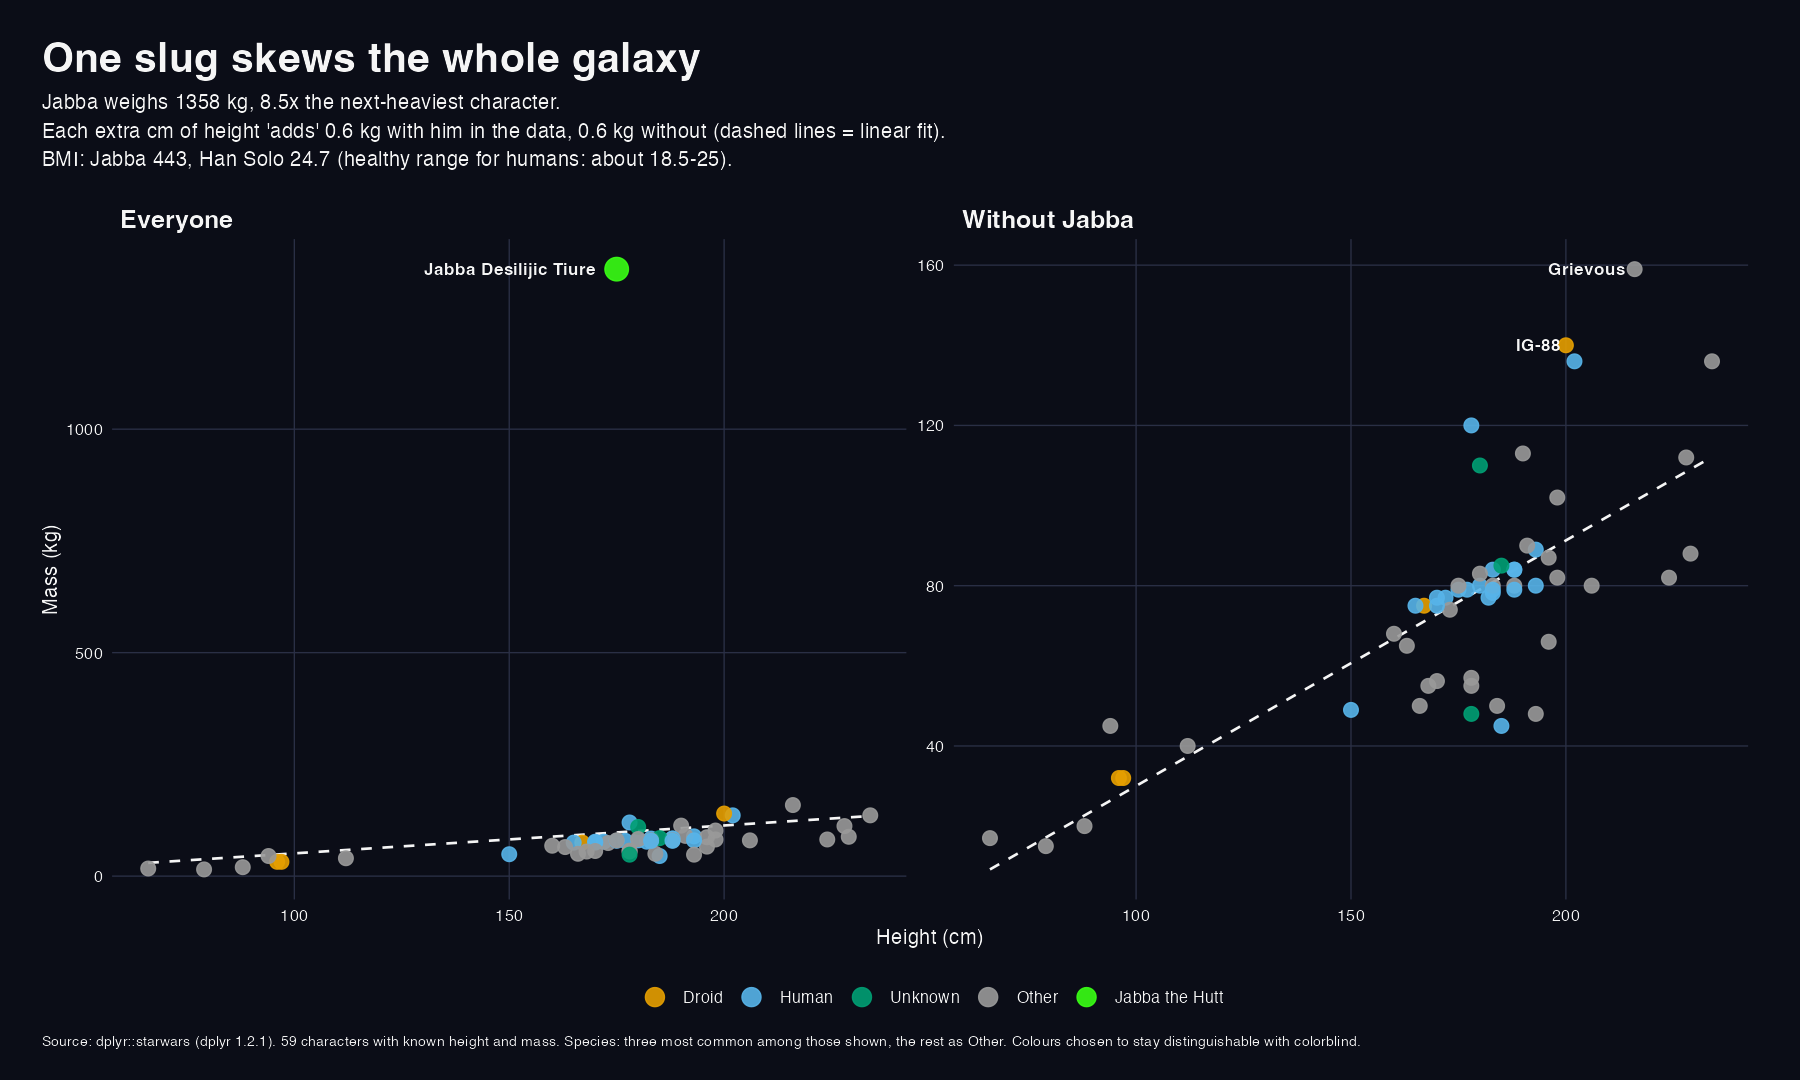 One slug skews the whole galaxy
Jabba weighs 1358 kg, 8.5x the next-heaviest character.
Each extra cm of height 'adds' 0.6 kg with him in the data, 0.6 kg without (dashed lines = linear fit).
BMI: Jabba 443, Han Solo 24.7 (healthy range for humans: about 18.5-25).
Everyone
Without Jabba
Jabba Desilijic Tiure
1000
500
0
100
150
200
Mass (kg)
160
120
80
40
Grievous
IG-88
100
150
200
Height (cm)
Droid
Human
Unknown
Other
Jabba the Hutt
Source: dplyr::starwars (dplyr 1.2.1). 59 characters with known height and mass. Species: three most common among those shown, the rest as Other. Colours chosen to stay distinguishable with colorblind.